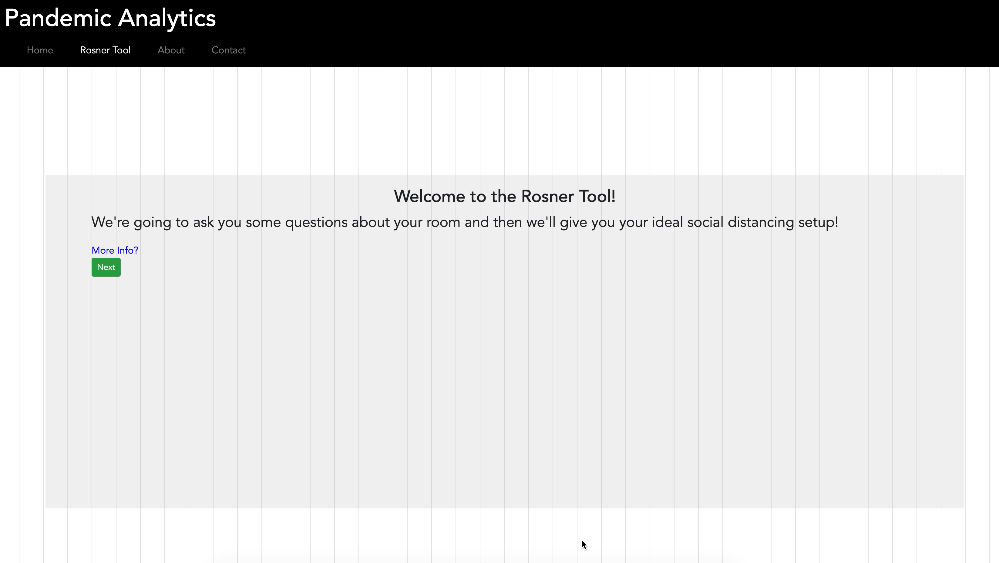 Pandemic Analytics
Home Rosner Tool About Contact
Welcome to the Rosner Tool!
We're going to ask you some questions about your room and then we'll give you your ideal social distancing setup!
More Info?
Next